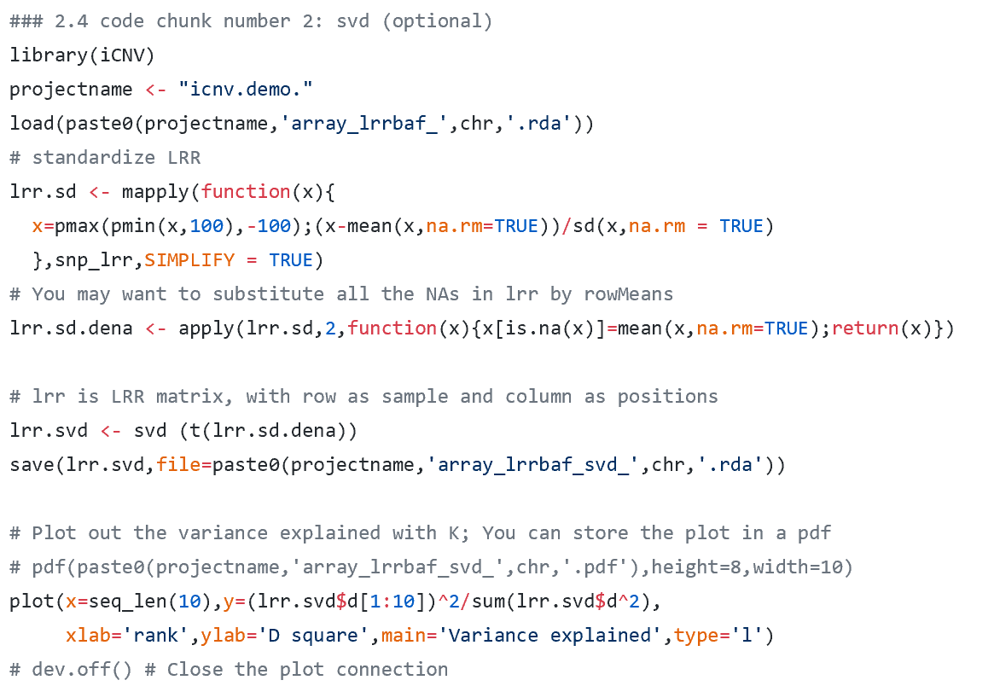 ### 2.4 code chunk number 2: svd (optional)
library(iCNV)
projectname <- "icnv.demo."
load(paste0(projectname,'array_lrrbaf_',chr,'.rda'))
# standardize LRR
lrr.sd <- mapply(function(x){
  x=pmax(pmin(x,100),-100);(x-mean(x,na.rm=TRUE))/sd(x,na.rm = TRUE)
  },snp_lrr,SIMPLIFY = TRUE)
# You may want to substitute all the NAs in lrr by rowMeans
lrr.sd.dena <- apply(lrr.sd,2,function(x){x[is.na(x)]=mean(x,na.rm=TRUE);return(x)})
# lrr is LRR matrix, with row as sample and column as positions
lrr.svd <- svd (t(lrr.sd.dena))
save(lrr.svd,file=paste0(projectname,'array_lrrbaf_svd_',chr,'.rda'))
# Plot out the variance explained with K; You can store the plot in a pdf
# pdf(paste0(projectname,'array_lrrbaf_svd_',chr,'.pdf'),height=8,width=10)
plot(x=seq_len(10),y=(lrr.svd$d[1:10])^2/sum(lrr.svd$d^2),
     xlab='rank',ylab='D square',main='Variance explained',type='l')
# dev.off() # Close the plot connection